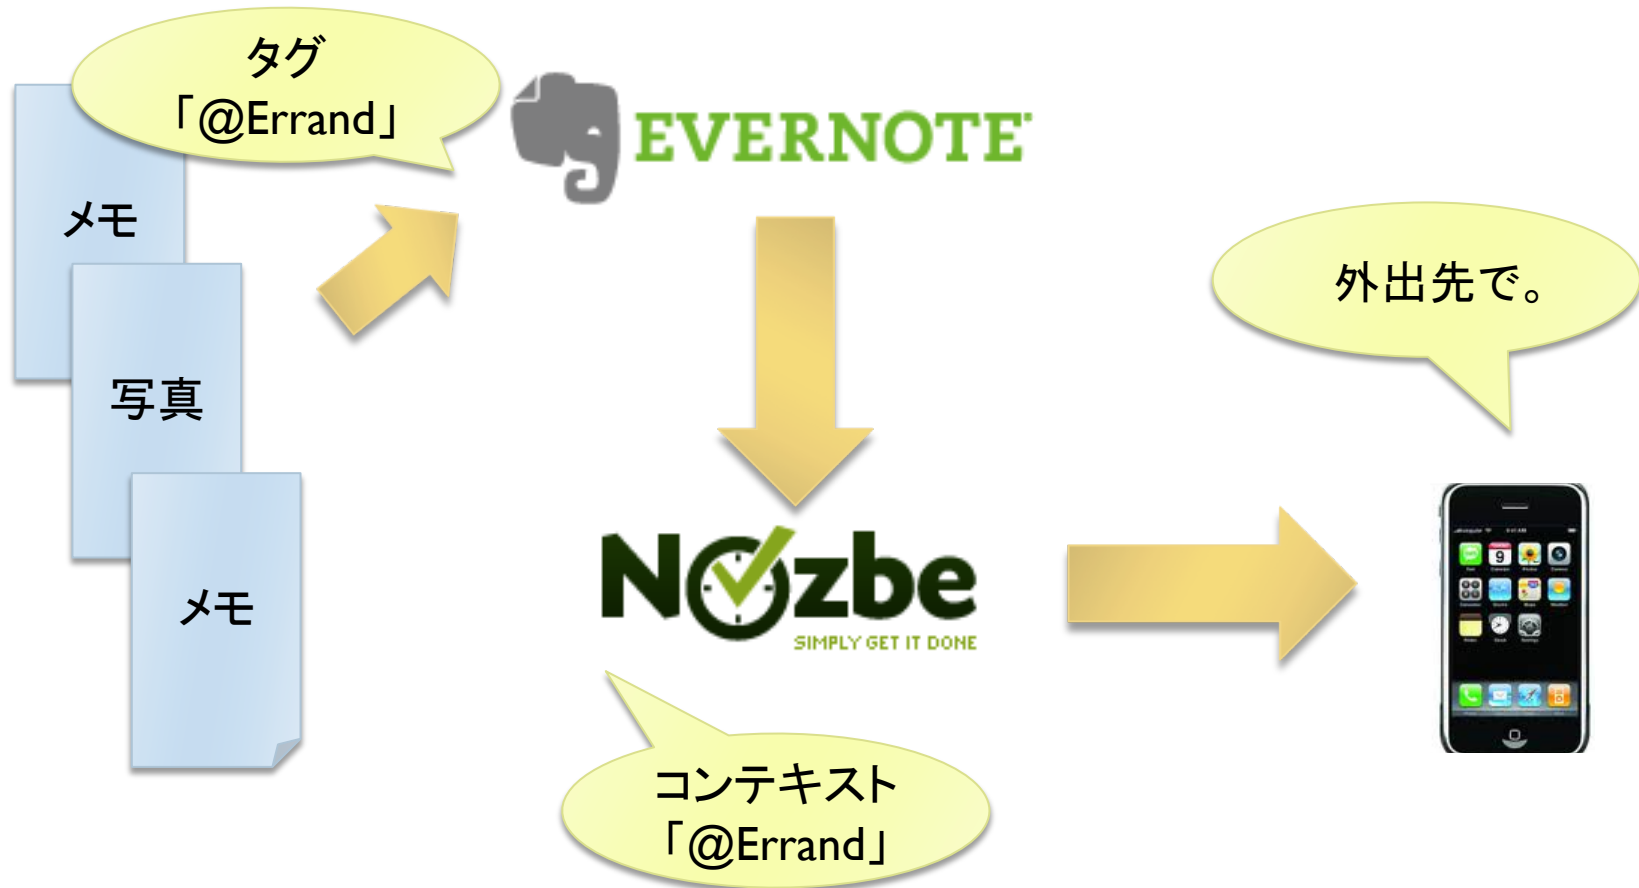 タグ
「@Errand」
EVERNOTE
メモ
写真
メモ
外出先で。
Nozbe
SIMPLY GET IT DONE
コンテキスト
「@Errand」